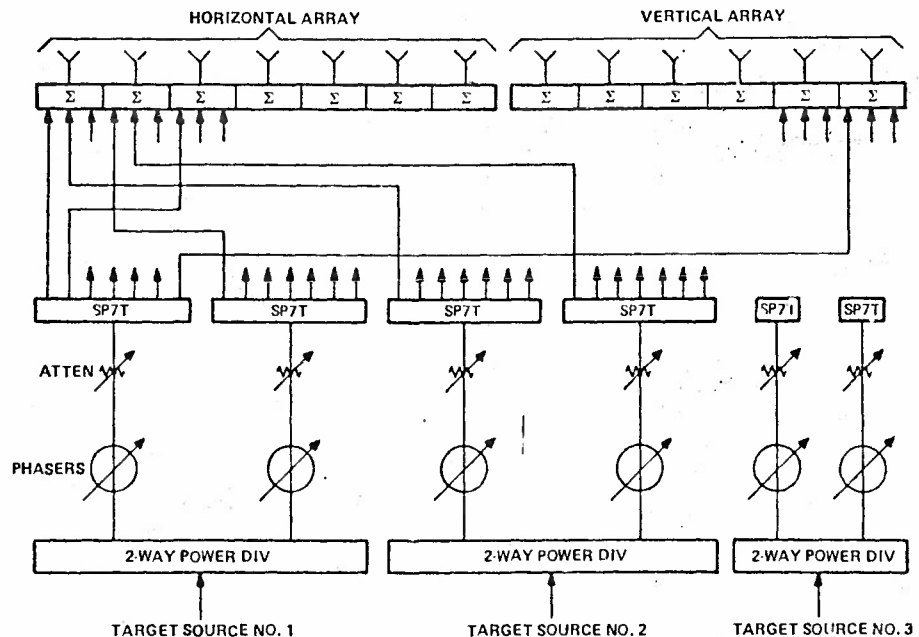 HORIZONTAL ARRAY VERTICAL ARRAY
Σ Σ Σ Σ Σ Σ Σ Σ Σ Σ Σ Σ Σ
SP7T SP7T SP7T SP7T SP7T SP7T
ATTEN
PHASERS
2-WAY POWER DIV 2-WAY POWER DIV 2-WAY POWER DIV
TARGET SOURCE NO. 1 TARGET SOURCE NO. 2 TARGET SOURCE NO. 3